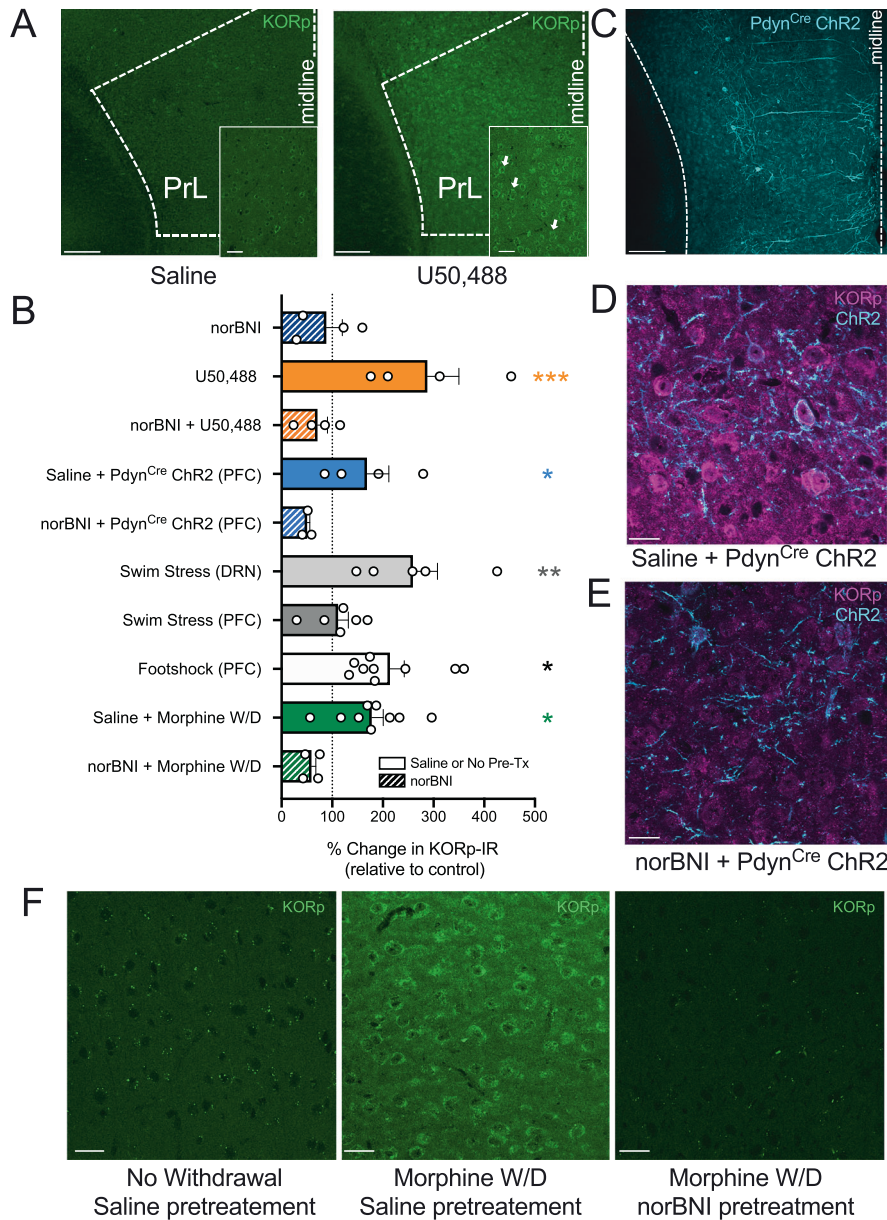 A
KORp
midline
PrL
Saline
KORp
midline
PrL
U50,488
C
Pdyn^Cre ChR2
midline
B
norBNI
U50,488
***
norBNI + U50,488
Saline + Pdyn^Cre ChR2 (PFC)
*
norBNI + Pdyn^Cre ChR2 (PFC)
Swim Stress (DRN)
**
Swim Stress (PFC)
Footshock (PFC)
*
Saline + Morphine W/D
*
norBNI + Morphine W/D
Saline or No Pre-Tx
norBNI
0 100 200 300 400 500
% Change in KORp-IR
(relative to control)
D
KORp
ChR2
Saline + Pdyn^Cre ChR2
E
KORp
ChR2
norBNI + Pdyn^Cre ChR2
F
KORp
KORp
KORp
No Withdrawal
Saline pretreatement
Morphine W/D
Saline pretreatement
Morphine W/D
norBNI pretreatment